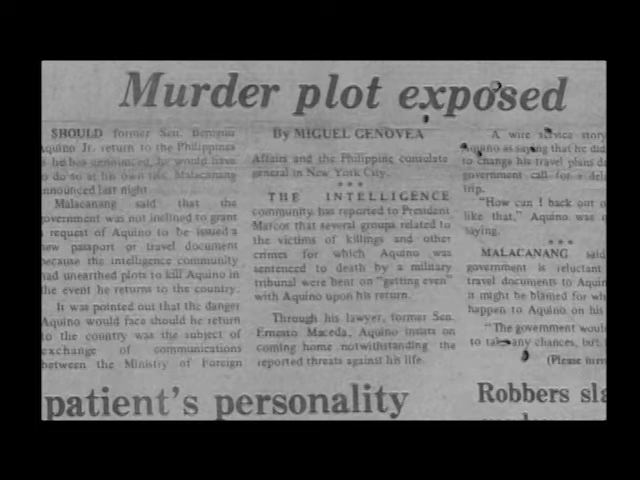 Murder plot exposed
SHOULD former Sen. Benigno
Aquino Jr. return to the Philippines
as he has announced, he would have
to do so at his own risk, Malacanang
announced last night.
Malacanang said that the
government was not inclined to grant
a request of Aquino to be issued a
new passport or travel document
because the intelligence community
had unearthed plots to kill Aquino in
the event he returns to the country.
It was pointed out that the danger
Aquino would face should he return
to the country was the subject of
exchange of communications
between the Ministry of Foreign
By MIGUEL GENOVEA
Affairs and the Philippine consulate
general in New York City.
* * *
THE INTELLIGENCE
community has reported to President
Marcos that several groups related to
the victims of killings and other
crimes for which Aquino was
sentenced to death by a military
tribunal were bent on "getting even"
with Aquino upon his return.
Through his lawyer, former Sen.
Ernesto Maceda, Aquino insists on
coming home notwithstanding the
reported threats against his life.
A wire service story
Aquino as saying that he did
to change his travel plans d
government call for a del
trip.
"How can I back out o
like that," Aquino was
saying.
* * *
MALACANANG said
government is reluctant
travel documents to Aquin
it might be blamed for wh
happen to Aquino on his
"The government woul
to take any chances, but
(Please turn
patient's personality
Robbers sla